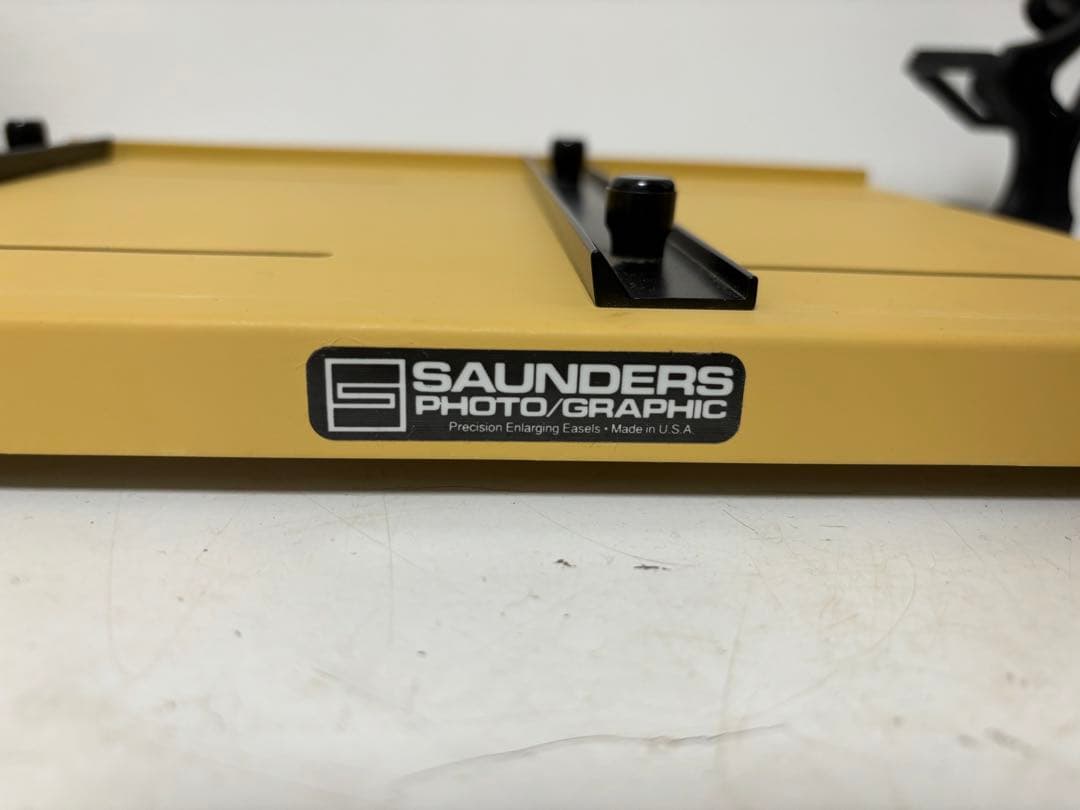 SAUNDERS
PHOTO/GRAPHIC
Precision Enlarging Easels • Made in U.S.A.